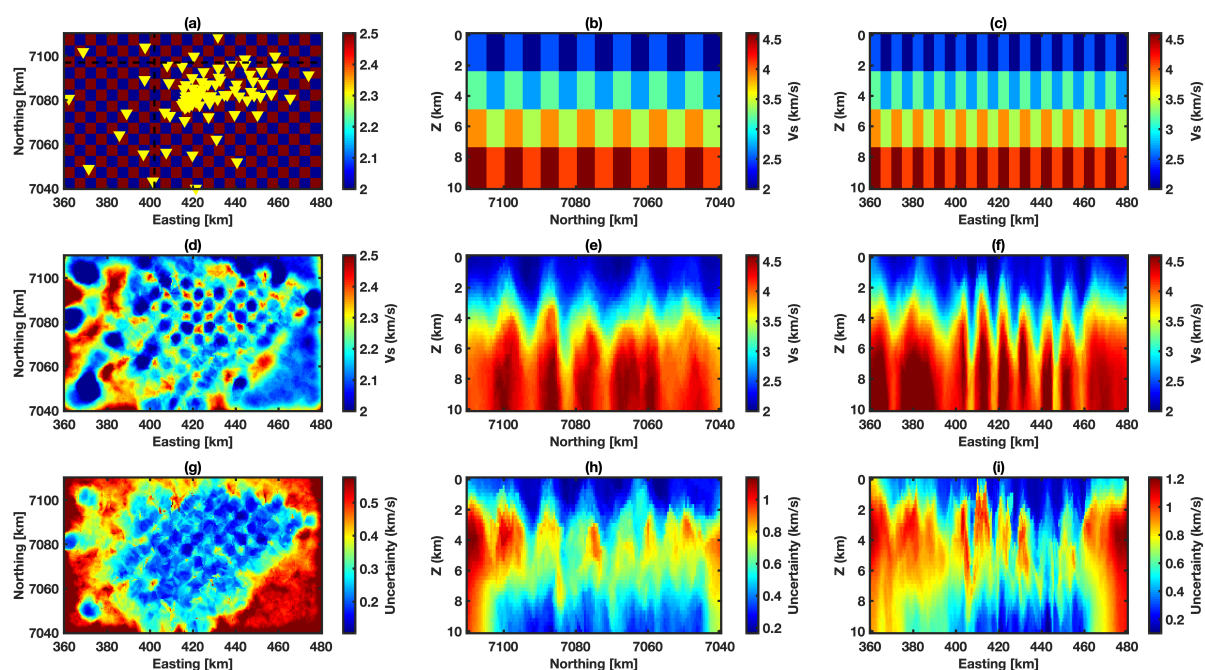 (a)
(b)
(c)
7100
7080
7060
7040
Northing [km]
360 380 400 420 440 460 480
Easting [km]
2.5
2.4
2.3
2.2
2.1
2
Vs (km/s)
0
2
4
6
8
10
Z (km)
7100 7080 7060 7040
Northing [km]
4.5
4
3.5
3
2.5
2
Vs (km/s)
0
2
4
6
8
10
Z (km)
360 380 400 420 440 460 480
Easting [km]
4.5
4
3.5
3
2.5
2
Vs (km/s)
(d)
(e)
(f)
7100
7080
7060
7040
Northing [km]
360 380 400 420 440 460 480
Easting [km]
2.5
2.4
2.3
2.2
2.1
2
Vs (km/s)
0
2
4
6
8
10
Z (km)
7100 7080 7060 7040
Northing [km]
4.5
4
3.5
3
2.5
2
Vs (km/s)
0
2
4
6
8
10
Z (km)
360 380 400 420 440 460 480
Easting [km]
4.5
4
3.5
3
2.5
2
Vs (km/s)
(g)
(h)
(i)
7100
7080
7060
7040
Northing [km]
360 380 400 420 440 460 480
Easting [km]
0.5
0.4
0.3
0.2
Uncertainty (km/s)
0
2
4
6
8
10
Z (km)
7100 7080 7060 7040
Northing [km]
1
0.8
0.6
0.4
0.2
Uncertainty (km/s)
0
2
4
6
8
10
Z (km)
360 380 400 420 440 460 480
Easting [km]
1.2
1
0.8
0.6
0.4
0.2
Uncertainty (km/s)